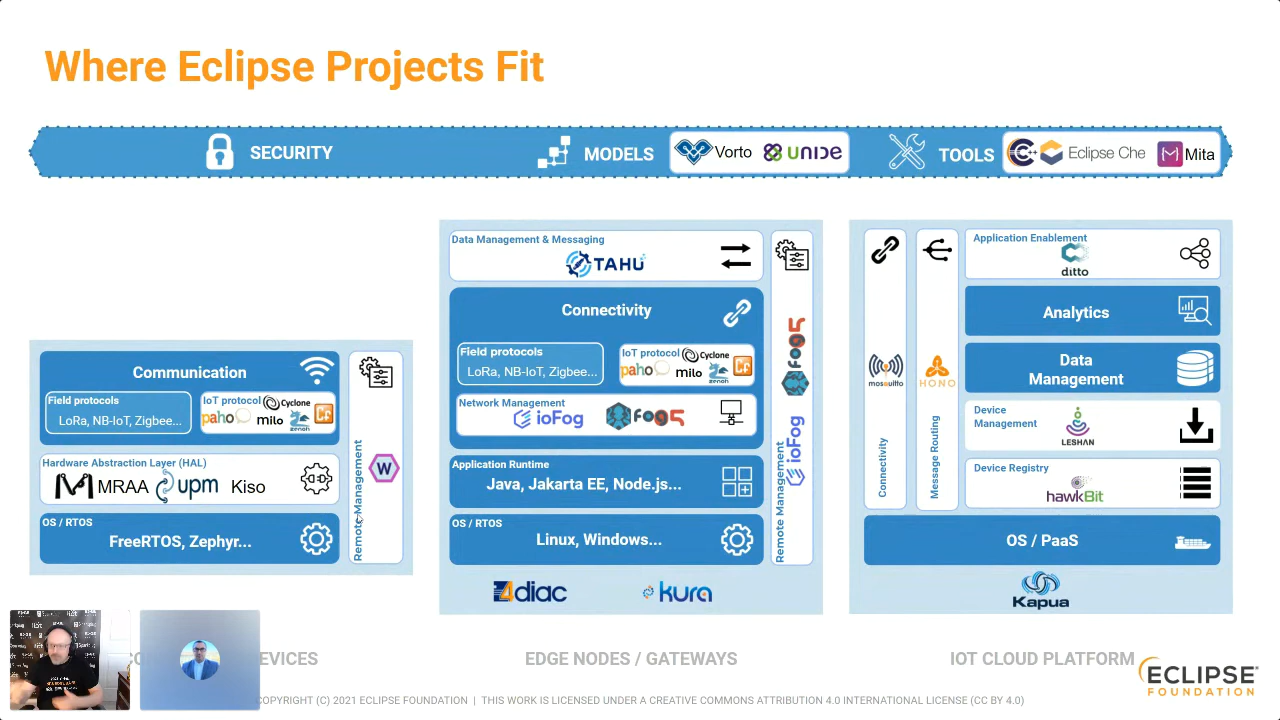 Where Eclipse Projects Fit
SECURITY
MODELS
Vorto
UNIDE
TOOLS
C++
Eclipse Che
Mita
Communication
Field protocols
LoRa, NB-IoT, Zigbee...
IoT protocol
Cyclone
paho
milo
zenoh
Cf
Hardware Abstraction Layer (HAL)
MRAA
upm
Kiso
OS / RTOS
FreeRTOS, Zephyr...
Remote Management
W
Data Management & Messaging
TAHU
Connectivity
Field protocols
LoRa, NB-IoT, Zigbee...
IoT protocol
Cyclone
paho
milo
zenoh
Cf
Network Management
ioFog
fog5
Application Runtime
Java, Jakarta EE, Node.js...
OS / RTOS
Linux, Windows...
Remote Management
ioFog
fog5
4diac
kura
mosquitto
Connectivity
HONO
Message Routing
Application Enablement
ditto
Analytics
Data
Management
Device
Management
LESHAN
Device Registry
hawkBit
OS / PaaS
Kapua
EVICES
EDGE NODES / GATEWAYS
IOT CLOUD PLATFORM
ECLIPSE
FOUNDATION
COPYRIGHT (C) 2021 ECLIPSE FOUNDATION | THIS WORK IS LICENSED UNDER A CREATIVE COMMONS ATTRIBUTION 4.0 INTERNATIONAL LICENSE (CC BY 4.0)